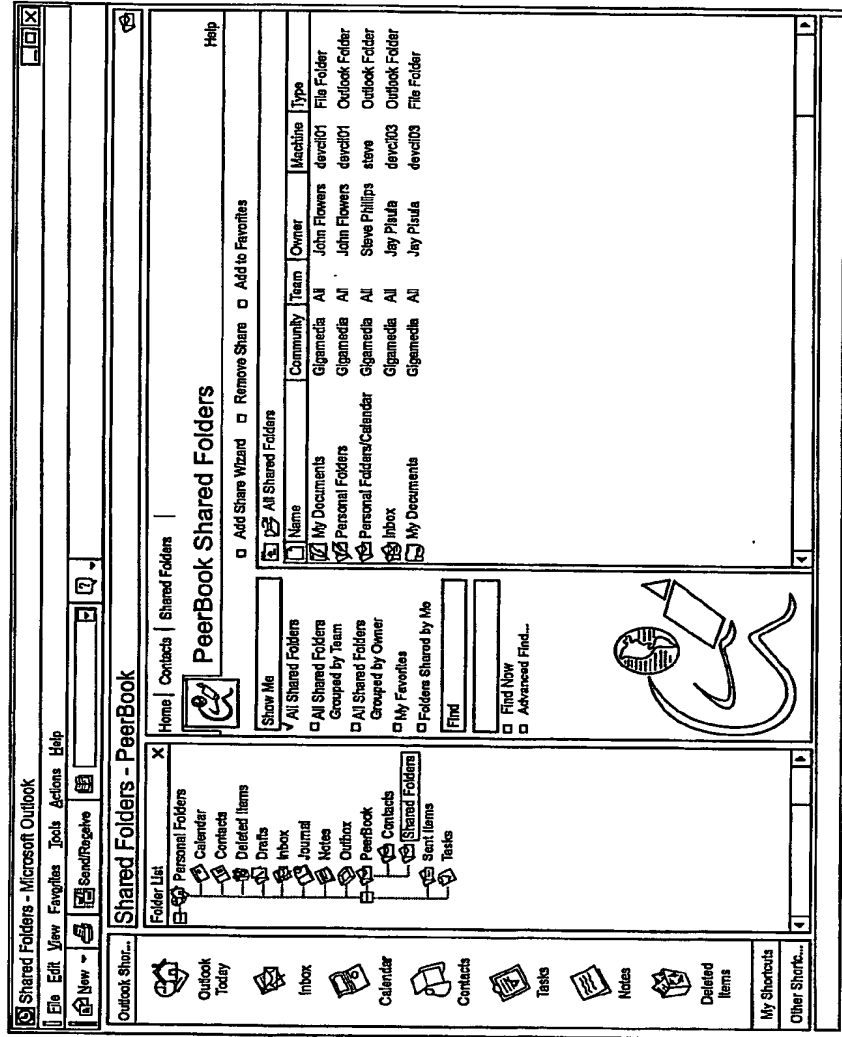 Shared Folders - Microsoft Outlook
File Edit View Favorites Tools Actions Help
New Send/Receive
Outlook Shor...
Outlook Today
Inbox
Calendar
Contacts
Tasks
Notes
Deleted Items
My Shortcuts
Other Shortc...
Shared Folders - PeerBook
Folder List X
Personal Folders
Calendar
Contacts
Deleted Items
Drafts
Inbox
Journal
Notes
Outbox
PeerBook
Contacts
Shared Folders
Sent Items
Tasks
Home | Contacts | Shared Folders |
PeerBook Shared Folders
Help
Show Me
All Shared Folders
All Shared Folders
Grouped by Team
All Shared Folders
Grouped by Owner
My Favorites
Folders Shared by Me
Find
Find Now
Advanced Find...
Add Share Wizard Remove Share Add to Favorites
All Shared Folders
Name Community Team Owner Machine Type
My Documents Gigamedia All John Flowers devcli01 File Folder
Personal Folders Gigamedia All John Flowers devcli01 Outlook Folder
Personal Folders/Calendar Gigamedia All Steve Phillips steve Outlook Folder
Inbox Gigamedia All Jay Pisula devcli03 Outlook Folder
My Documents Gigamedia All Jay Pisula devcli03 File Folder